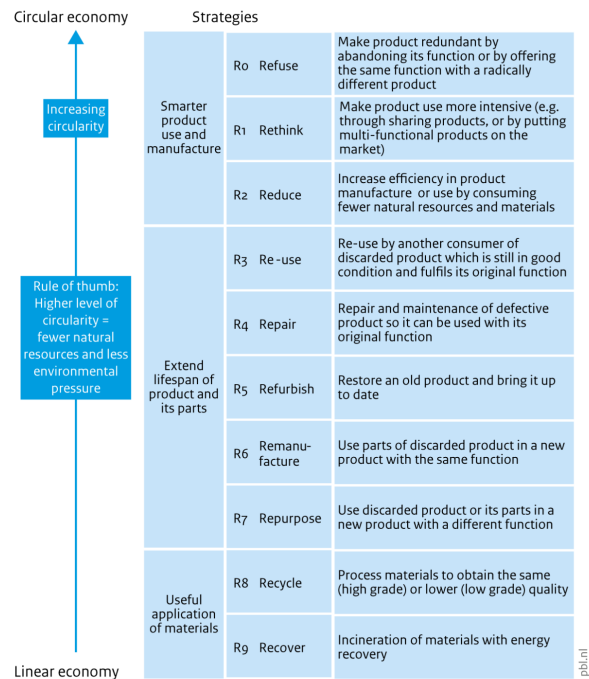 Circular economy
Strategies
Increasing
circularity
Rule of thumb:
Higher level of
circularity =
fewer natural
resources and less
environmental
pressure
Linear economy
Smarter
product
use and
manufacture
R0 Refuse
Make product redundant by
abandoning its function or by offering
the same function with a radically
different product
R1 Rethink
Make product use more intensive (e.g.
through sharing products, or by putting
multi-functional products on the
market)
R2 Reduce
Increase efficiency in product
manufacture or use by consuming
fewer natural resources and materials
Extend
lifespan of
product and
its parts
R3 Re-use
Re-use by another consumer of
discarded product which is still in good
condition and fulfils its original function
R4 Repair
Repair and maintenance of defective
product so it can be used with its
original function
R5 Refurbish
Restore an old product and bring it up
to date
R6 Remanu-
facture
Use parts of discarded product in a new
product with the same function
R7 Repurpose
Use discarded product or its parts in a
new product with a different function
Useful
application
of materials
R8 Recycle
Process materials to obtain the same
(high grade) or lower (low grade) quality
R9 Recover
Incineration of materials with energy
recovery
pbl.nl